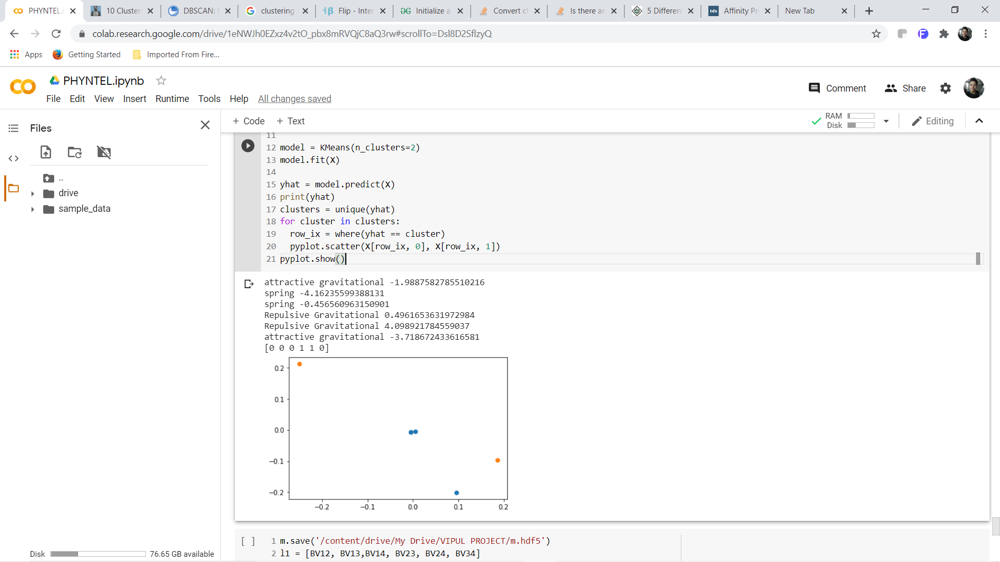 PHYNTEL.i
10 Cluster
DBSCAN:
clustering
Flip - Inter
Initialize a
Convert ch
Is there an
5 Different
tds
Affinity Pr
New Tab
colab.research.google.com/drive/1eNWJh0EZxz4v2tO_pbx8mRVQjC8aQ3rw#scrollTo=Dsl8D2SflzyQ
Apps
Getting Started
Imported From Fire...
PHYNTEL.ipynb
File Edit View Insert Runtime Tools Help All changes saved
Comment
Share
Files
+ Code + Text
RAM
Disk
Editing
..
drive
sample_data
11
12 model = KMeans(n_clusters=2)
13 model.fit(X)
14
15 yhat = model.predict(X)
16 print(yhat)
17 clusters = unique(yhat)
18 for cluster in clusters:
19 row_ix = where(yhat == cluster)
20 pyplot.scatter(X[row_ix, 0], X[row_ix, 1])
21 pyplot.show()
attractive gravitational -1.9887582785510216
spring -4.16235599388131
spring -0.456560963150901
Repulsive Gravitational 0.4961653631972984
Repulsive Gravitational 4.098921784559037
attractive gravitational -3.718672433616581
[0 0 0 1 1 0]
0.2
0.1
0.0
−0.1
−0.2
−0.2 −0.1 0.0 0.1 0.2
[ ]
1 m.save('/content/drive/My Drive/VIPUL PROJECT/m.hdf5')
2 l1 = [BV12, BV13,BV14, BV23, BV24, BV34]
Disk 76.65 GB available